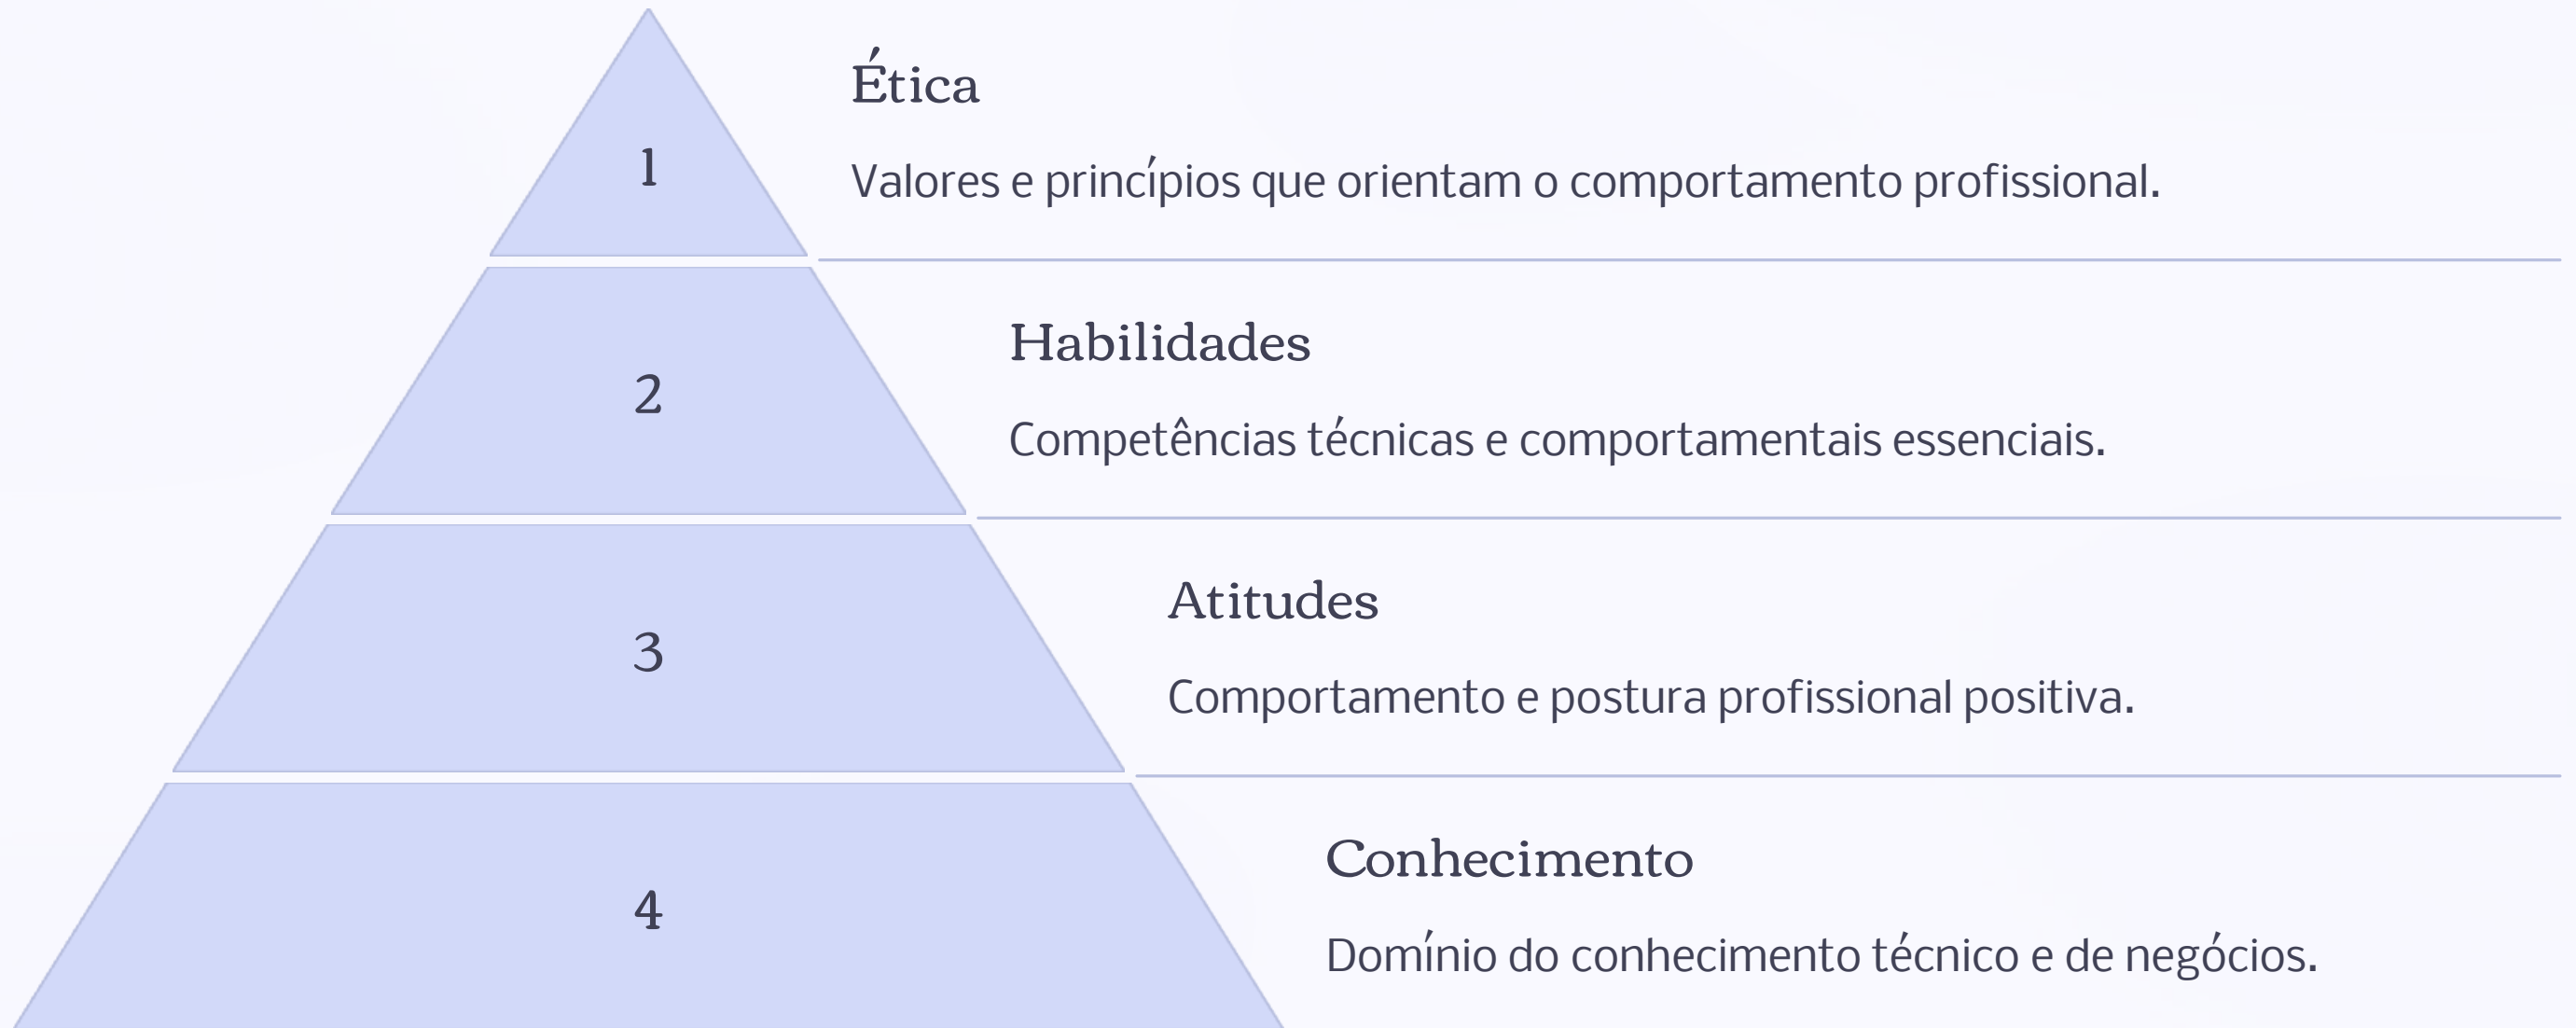 Ética
1
Valores e princípios que orientam o comportamento profissional.
Habilidades
2
Competências técnicas e comportamentais essenciais.
Atitudes
3
Comportamento e postura profissional positiva.
Conhecimento
4
Domínio do conhecimento técnico e de negócios.